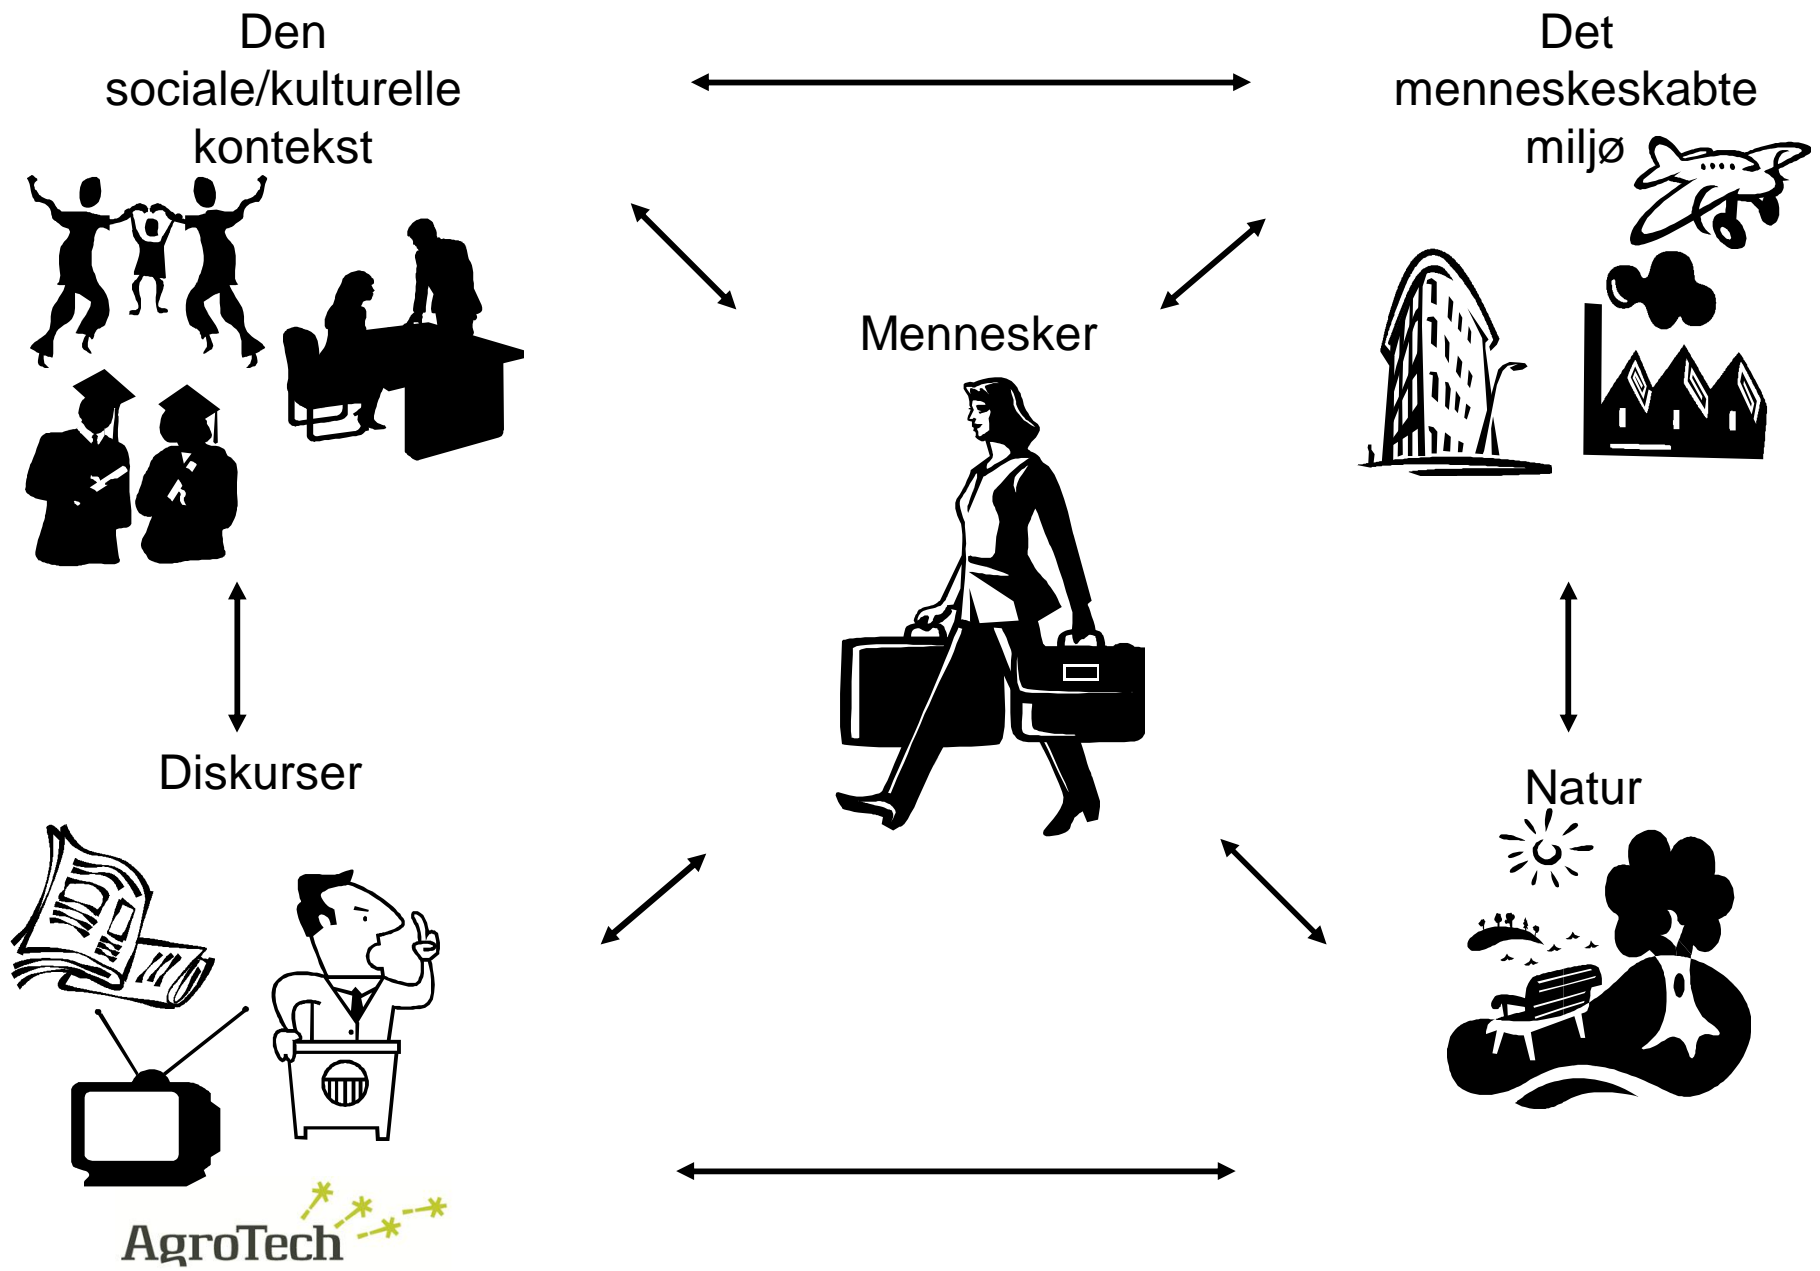 Den
sociale/kulturelle
kontekst
Det
menneskeskabte
miljø
Mennesker
Diskurser
Natur
AgroTech